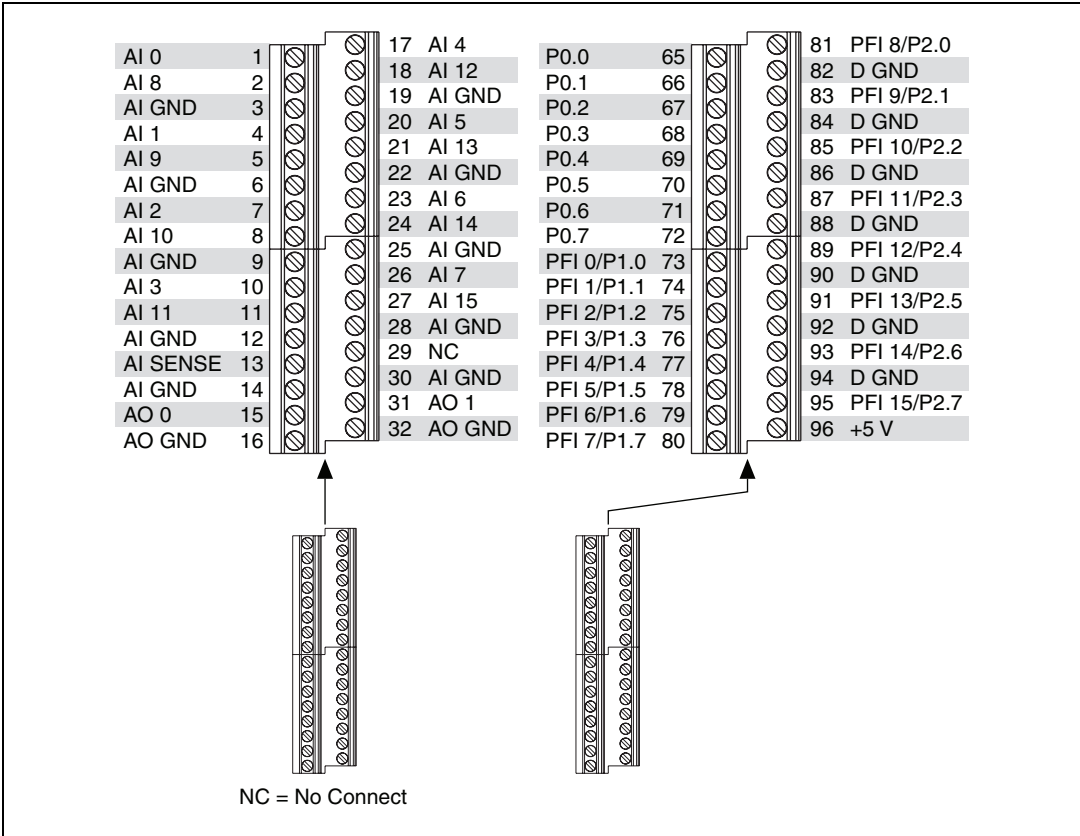 AI 0 1
AI 8 2
AI GND 3
AI 1 4
AI 9 5
AI GND 6
AI 2 7
AI 10 8
AI GND 9
AI 3 10
AI 11 11
AI GND 12
AI SENSE 13
AI GND 14
AO 0 15
AO GND 16
17 AI 4
18 AI 12
19 AI GND
20 AI 5
21 AI 13
22 AI GND
23 AI 6
24 AI 14
25 AI GND
26 AI 7
27 AI 15
28 AI GND
29 NC
30 AI GND
31 AO 1
32 AO GND
P0.0 65
P0.1 66
P0.2 67
P0.3 68
P0.4 69
P0.5 70
P0.6 71
P0.7 72
PFI 0/P1.0 73
PFI 1/P1.1 74
PFI 2/P1.2 75
PFI 3/P1.3 76
PFI 4/P1.4 77
PFI 5/P1.5 78
PFI 6/P1.6 79
PFI 7/P1.7 80
81 PFI 8/P2.0
82 D GND
83 PFI 9/P2.1
84 D GND
85 PFI 10/P2.2
86 D GND
87 PFI 11/P2.3
88 D GND
89 PFI 12/P2.4
90 D GND
91 PFI 13/P2.5
92 D GND
93 PFI 14/P2.6
94 D GND
95 PFI 15/P2.7
96 +5 V
NC = No Connect